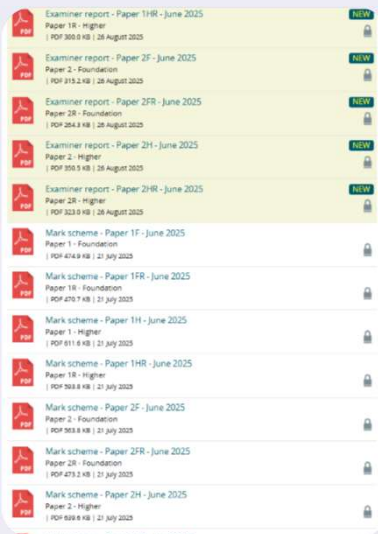 Examiner report - Paper 1HR - June 2025
NEW
Paper 1R - Higher
| PDF 300.0 KB | 26 August 2025
PDF
Examiner report - Paper 2F - June 2025
NEW
Paper 2 - Foundation
| PDF 315.2 KB | 26 August 2025
PDF
Examiner report - Paper 2FR - June 2025
NEW
Paper 2R - Foundation
| PDF 264.3 KB | 26 August 2025
PDF
Examiner report - Paper 2H - June 2025
NEW
Paper 2 - Higher
| PDF 350.5 KB | 26 August 2025
PDF
Examiner report - Paper 2HR - June 2025
NEW
Paper 2R - Higher
| PDF 323.0 KB | 26 August 2025
PDF
Mark scheme - Paper 1F - June 2025
Paper 1 - Foundation
| PDF 474.9 KB | 21 July 2025
PDF
Mark scheme - Paper 1FR - June 2025
Paper 1R - Foundation
| PDF 470.7 KB | 21 July 2025
PDF
Mark scheme - Paper 1H - June 2025
Paper 1 - Higher
| PDF 611.6 KB | 21 July 2025
PDF
Mark scheme - Paper 1HR - June 2025
Paper 1R - Higher
| PDF 593.8 KB | 21 July 2025
PDF
Mark scheme - Paper 2F - June 2025
Paper 2 - Foundation
| PDF 563.8 KB | 21 July 2025
PDF
Mark scheme - Paper 2FR - June 2025
Paper 2R - Foundation
| PDF 473.2 KB | 21 July 2025
PDF
Mark scheme - Paper 2H - June 2025
Paper 2 - Higher
| PDF 639.6 KB | 21 July 2025
PDF